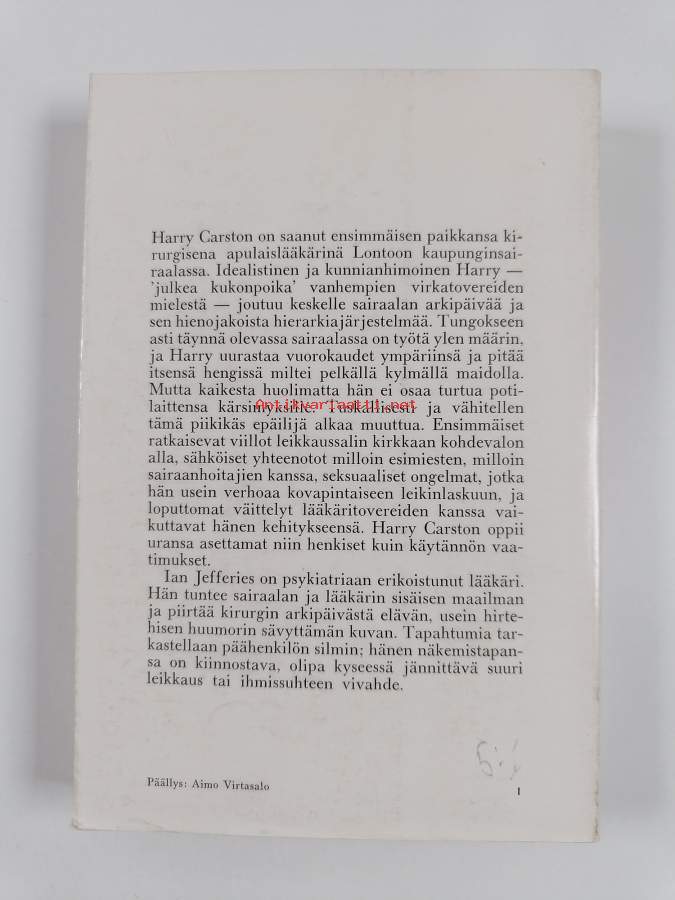 Harry Carston on saanut ensimmäisen paikkansa ki-
rurgisena apulaislääkärinä Lontoon kaupunginsai-
raalassa. Idealistinen ja kunnianhimoinen Harry —
'julkea kukonpoika' vanhempien virkatovereiden
mielestä — joutuu keskelle sairaalan arkipäivää ja
sen hienojakoista hierarkiajärjestelmää. Tungokseen
asti täynnä olevassa sairaalassa on työtä ylen määrin,
ja Harry uurastaa vuorokaudet ympäriinsä ja pitää
itsensä hengissä miltei pelkällä kylmällä maidolla.
Mutta kaikesta huolimatta hän ei osaa turtua poti-
laittensa kärsimyksille. Tuskallisesti ja vähitellen
Antikvariaatti.net
tämä piikikäs epäilijä alkaa muuttua. Ensimmäiset
ratkaisevat viillot leikkaussalin kirkkaan kohdevalon
alla, sähköiset yhteenotot milloin esimiesten, milloin
sairaanhoitajien kanssa, seksuaaliset ongelmat, jotka
hän usein verhoaa kovapintaiseen leikinlaskuun, ja
loputtomat väittelyt lääkäritovereiden kanssa vai-
kuttavat hänen kehitykseensä. Harry Carston oppii
uransa asettamat niin henkiset kuin käytännön vaa-
timukset.
Ian Jefferies on psykiatriaan erikoistunut lääkäri.
Hän tuntee sairaalan ja lääkärin sisäisen maailman
ja piirtää kirurgin arkipäivästä elävän, usein hirte-
hisen huumorin sävyttämän kuvan. Tapahtumia tar-
kastellaan päähenkilön silmin; hänen näkemistapan-
sa on kiinnostava, olipa kyseessä jännittävä suuri
leikkaus tai ihmissuhteen vivahde.
Päällys: Aimo Virtasalo
1